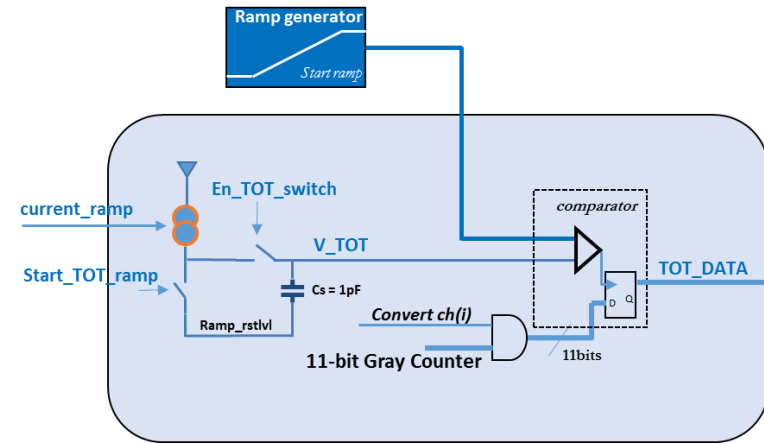 Ramp generator
Start ramp
En_TOT_switch
current_ramp
comparator
V_TOT
Start_TOT_ramp
TOT_DATA
Cs = 1pF
D Q
Convert ch(i)
Ramp_rstlvl
11-bit Gray Counter
11bits